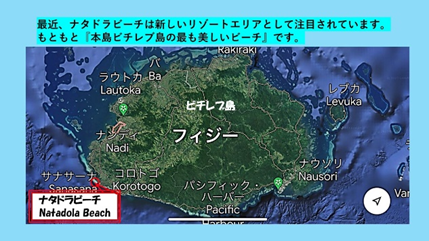 最近、ナタドラビーチは新しいリゾートエリアとして注目されています。
もともと『本島ビチレブ島の最も美しいビーチ』です。
Rakiraki
バ
Ba
ラウトカ
Lautoka
ビチレブ島
レブカ
Levuka
フィジー
ナンディ
Nadi
ナウソリ
Nausori
サナサーナ
Sanasana
コロトゴ
Korotogo
パシフィック・
ハーバー
Pacific
Harbour
ナタドラビーチ
Natadola Beach